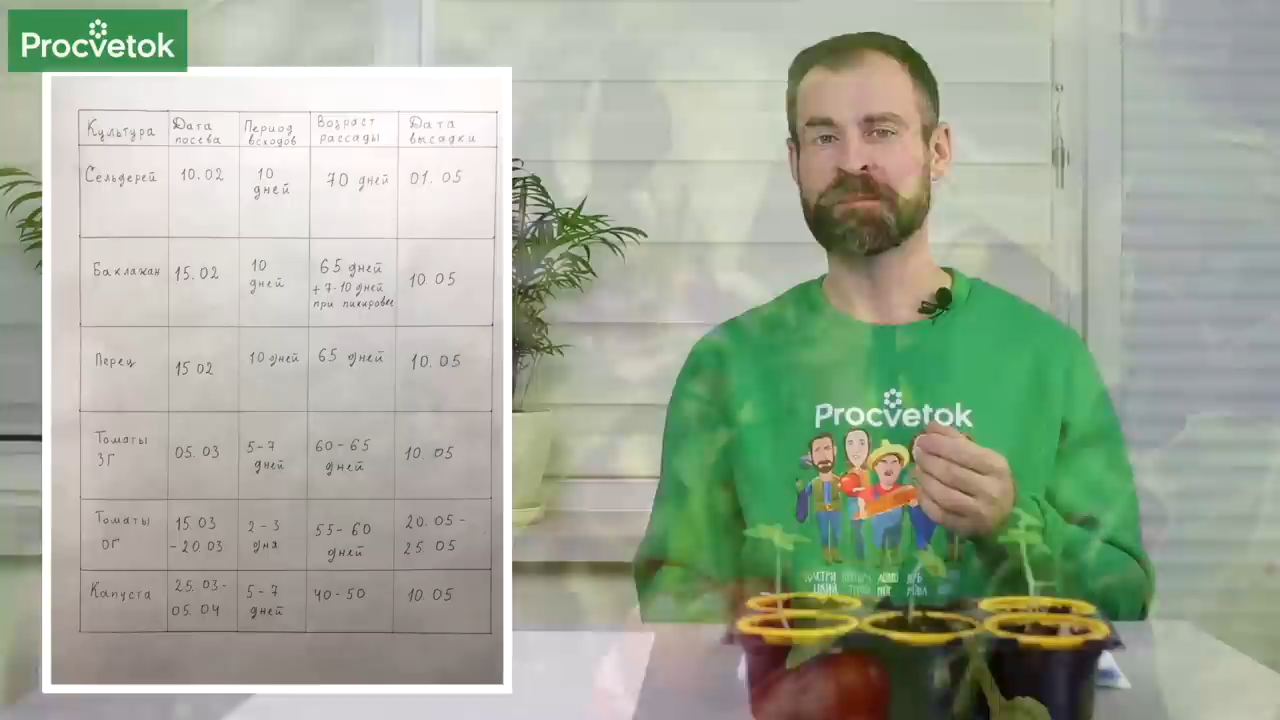 Procvetok
Культура Дата посева Период всходов Возраст рассады Дата высадки
Сельдерей 10.02 10 дней 70 дней 01.05
Баклажан 15.02 10 дней 65 дней + 7-10 дней при пикировке 10.05
Перец 15 02 10 дней 65 дней 10.05
Томаты ЗГ 05.03 5-7 дней 60-65 дней 10.05
Томаты ОГ 15.03 - 20 03 2-3 дня 55-60 дней 20.05 - 25.05
Капуста 25.03 - 05.04 5-7 дней 40-50 10.05
Procvetok